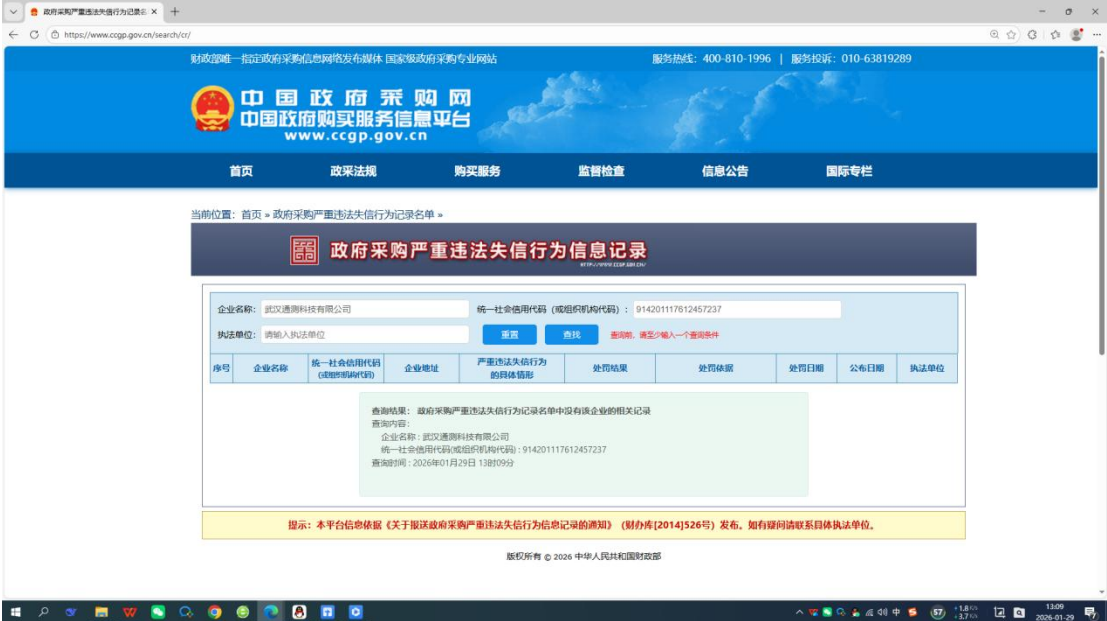 政府采购严重违法失信行为记录名
https://www.ccgp.gov.cn/search/cr/
财政部唯一指定政府采购信息网络发布媒体 国家级政府采购专业网站
服务热线：400-810-1996 | 服务投诉：010-63819289
中国政府采购网
中国政府购买服务信息平台
www.ccgp.gov.cn
首页 政采法规 购买服务 监督检查 信息公告 国际专栏
当前位置：首页 » 政府采购严重违法失信行为记录名单 »
政府采购严重违法失信行为信息记录
HTTP://WWW.CCGP.GOV.CN/
企业名称： 武汉通测科技有限公司 统一社会信用代码（或组织机构代码）： 914201117612457237
执法单位： 请输入执法单位 重置 查找 查询前，请至少输入一个查询条件
序号 企业名称 统一社会信用代码（或组织机构代码） 企业地址 严重违法失信行为的具体情形 处罚结果 处罚依据 处罚日期 公布日期 执法单位
查询结果： 政府采购严重违法失信行为记录名单中没有该企业的相关记录
查询内容：
企业名称：武汉通测科技有限公司
统一社会信用代码(或组织机构代码)：914201117612457237
查询时间：2026年01月29日 13时09分
提示：本平台信息依据《关于报送政府采购严重违法失信行为信息记录的通知》（财办库[2014]526号）发布。如有疑问请联系具体执法单位。
版权所有 © 2026 中华人民共和国财政部
中
57
13:09
2026-01-29